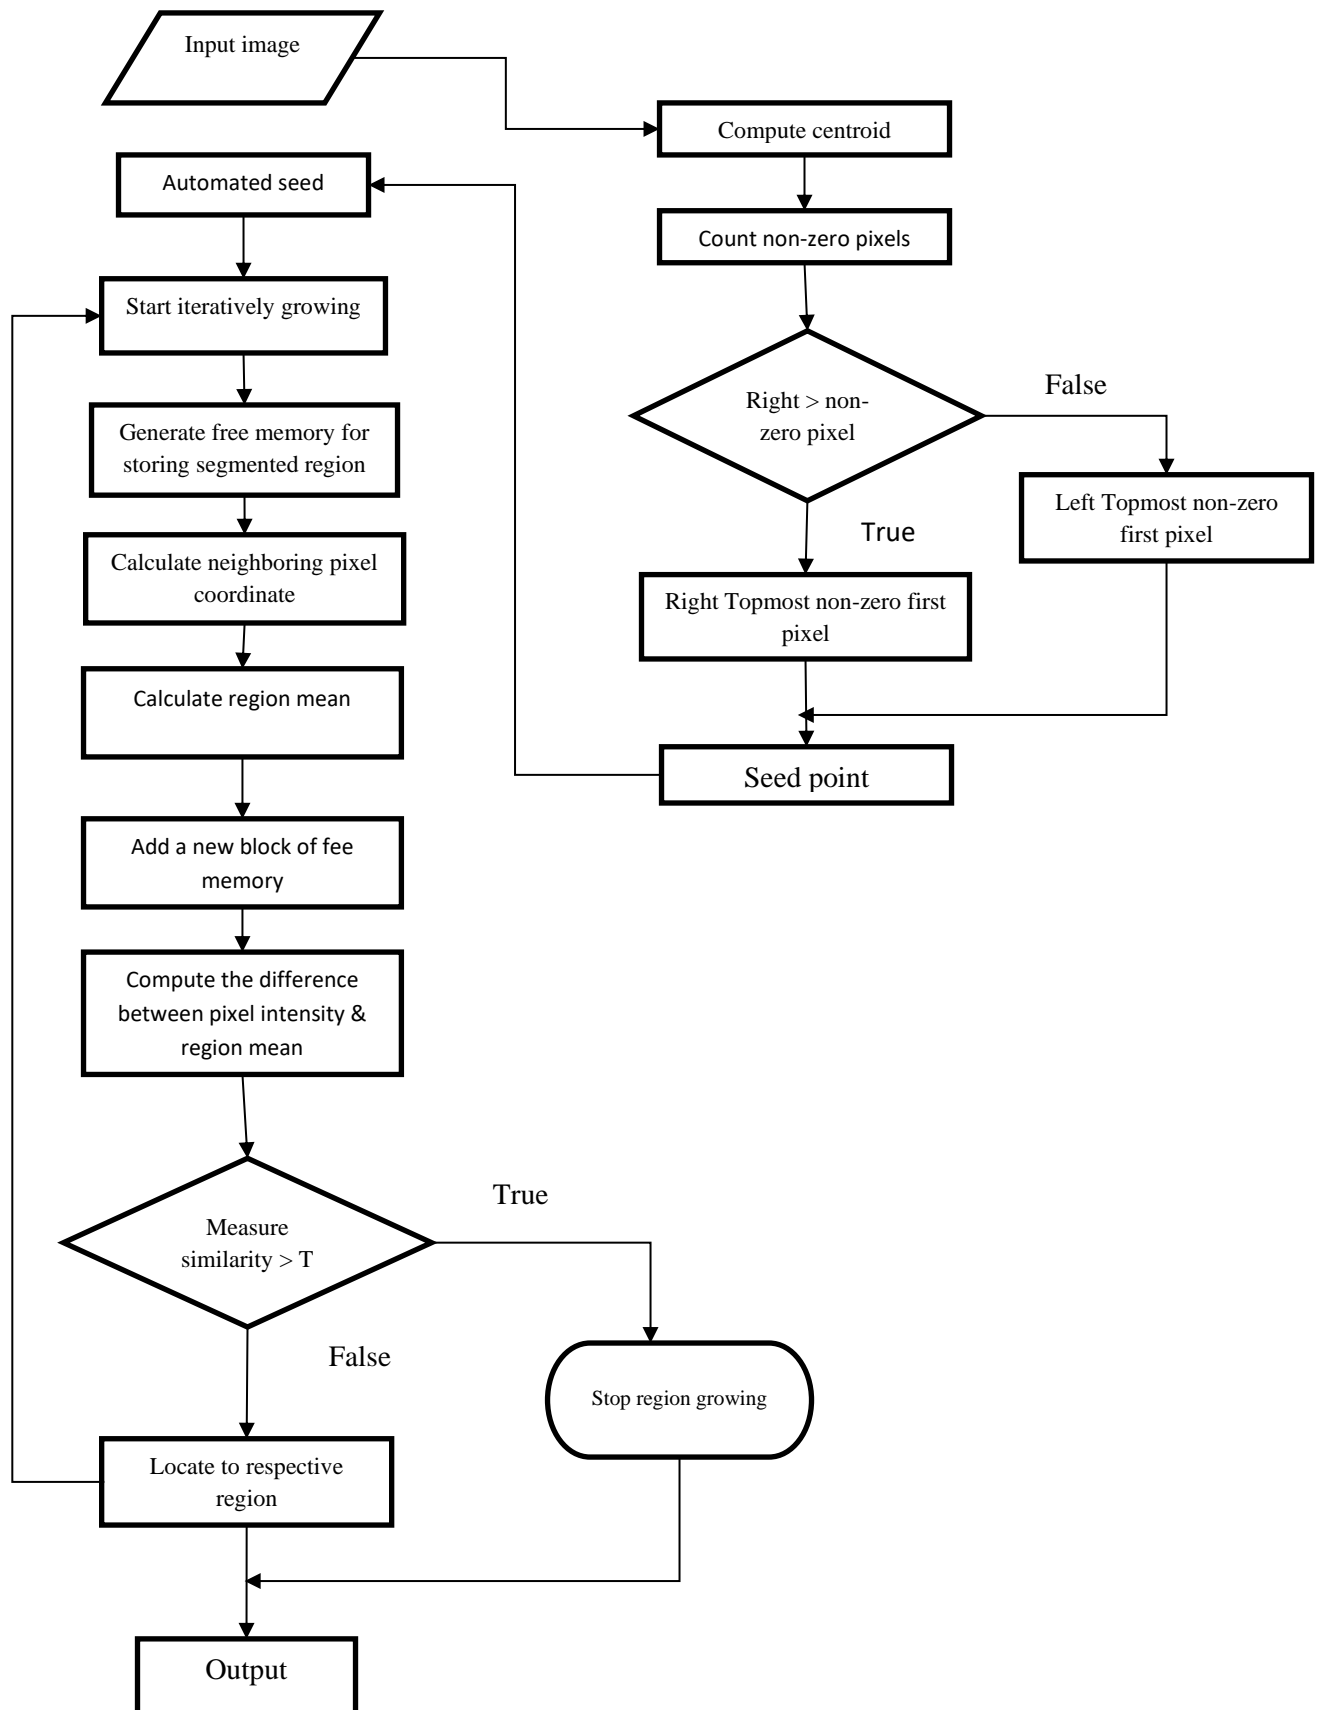 Input image
Compute centroid
Automated seed
Count non-zero pixels
Start iteratively growing
Right > non-
zero pixel
False
Generate free memory for
storing segmented region
Left Topmost non-zero
first pixel
True
Calculate neighboring pixel
coordinate
Right Topmost non-zero first
pixel
Calculate region mean
Seed point
Add a new block of fee
memory
Compute the difference
between pixel intensity &
region mean
True
Measure
similarity > T
False
Stop region growing
Locate to respective
region
Output